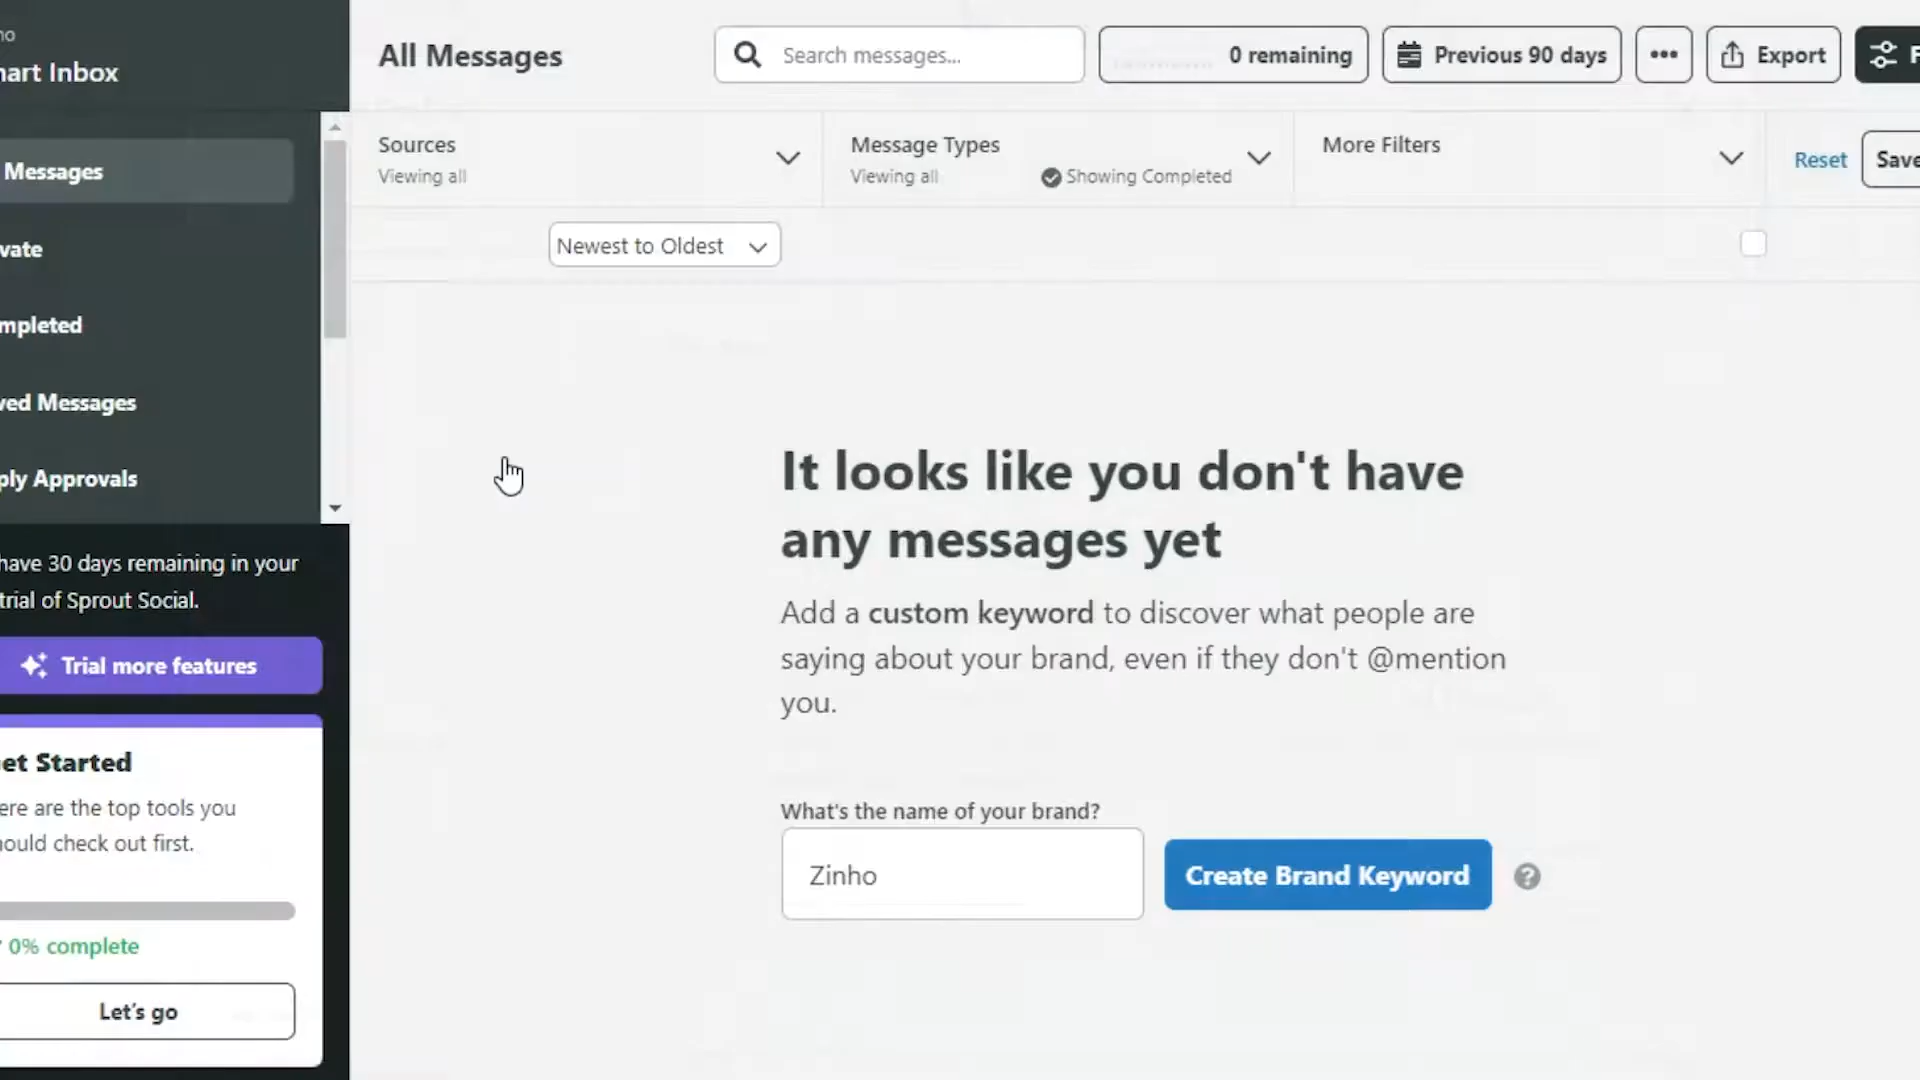 no
nart Inbox
Messages
vate
mpleted
ved Messages
ply Approvals
have 30 days remaining in your
trial of Sprout Social.
Trial more features
et Started
ere are the top tools you
ould check out first.
0% complete
Let's go
All Messages
Search messages...
0 remaining
Previous 90 days
Export
F
Sources
Viewing all
Message Types
Viewing all
Showing Completed
More Filters
Reset
Save
Newest to Oldest
It looks like you don't have
any messages yet
Add a custom keyword to discover what people are
saying about your brand, even if they don't @mention
you.
What's the name of your brand?
Zinho
Create Brand Keyword
?